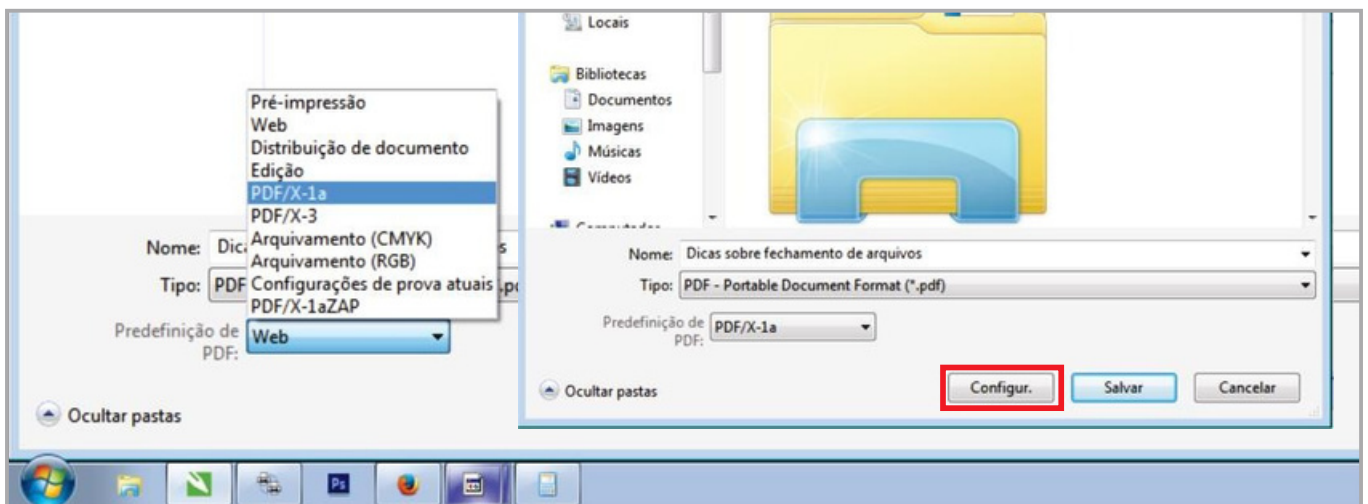 Pré-impressão
Web
Distribuição de documento
Edição
PDF/X-1a
PDF/X-3
Arquivamento (CMYK)
Arquivamento (RGB)
Configurações de prova atuais
PDF/X-1aZAP
Nome: Dic s
Tipo: PDF .p
Predefinição de
PDF:
Web
Ocultar pastas
Locais
Bibliotecas
Documentos
Imagens
Músicas
Vídeos
Nome: Dicas sobre fechamento de arquivos
Tipo: PDF - Portable Document Format (*.pdf)
Predefinição de
PDF:
PDF/X-1a
Ocultar pastas
Configur. Salvar Cancelar
Ps